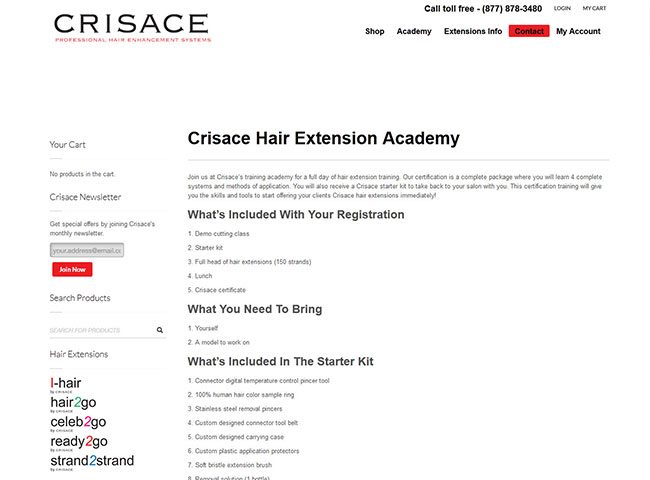 CRISACE
PROFESSIONAL HAIR ENHANCEMENT SYSTEMS
Call toll free - (877) 878-3480 LOGIN MY CART
Shop Academy Extensions Info Contact My Account
Your Cart
No products in the cart.
Crisace Newsletter
Get special offers by joining Crisace's
monthly newsletter.
your.address@email.co
Join Now
Search Products
SEARCH FOR PRODUCTS
Hair Extensions
I-hair
by CRISACE
hair2go
by CRISACE
celeb2go
by CRISACE
ready2go
by CRISACE
strand2strand
by CRISACE
Crisace Hair Extension Academy
Join us at Crisace's training academy for a full day of hair extension training. Our certification is a complete package where you will learn 4 complete
systems and methods of application. You will also receive a Crisace starter kit to take back to your salon with you. This certification training will give
you the skills and tools to start offering your clients Crisace hair extensions immediately!
What's Included With Your Registration
1. Demo cutting class
2. Starter kit
3. Full head of hair extensions (150 strands)
4. Lunch
5. Crisace certificate
What You Need To Bring
1. Yourself
2. A model to work on
What's Included In The Starter Kit
1. Connector digital temperature control pincer tool
2. 100% human hair color sample ring
3. Stainless steel removal pincers
4. Custom designed connector tool belt
5. Custom designed carrying case
6. Custom plastic application protectors
7. Soft bristle extension brush
8. Removal solution (1 bottle)